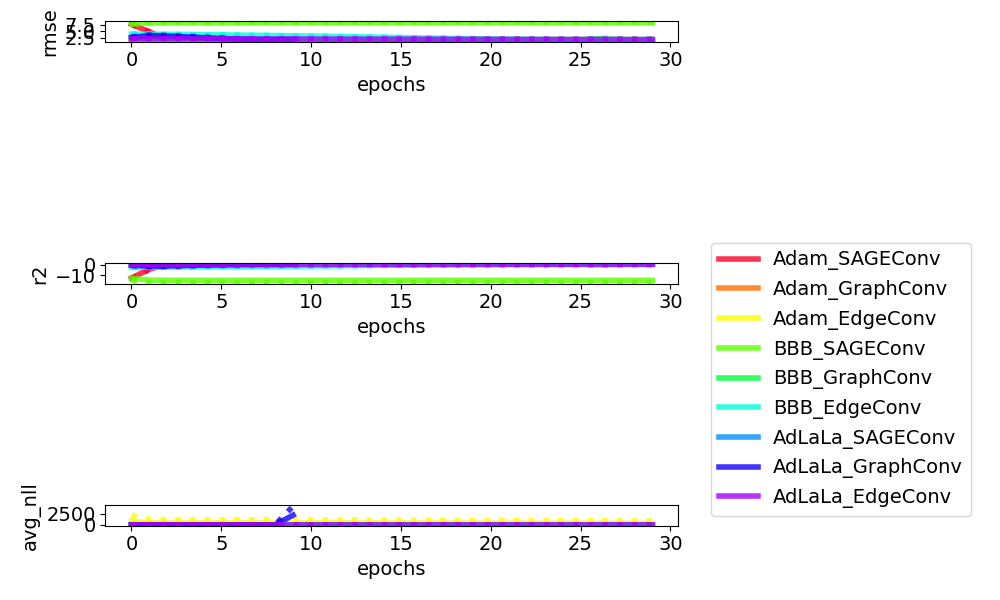 rmse
7.5
5.0
2.5
0 5 10 15 20 25 30
epochs
r2
0
−10
0 5 10 15 20 25 30
epochs
avg_nll
2500
0
0 5 10 15 20 25 30
epochs
Adam_SAGEConv
Adam_GraphConv
Adam_EdgeConv
BBB_SAGEConv
BBB_GraphConv
BBB_EdgeConv
AdLaLa_SAGEConv
AdLaLa_GraphConv
AdLaLa_EdgeConv